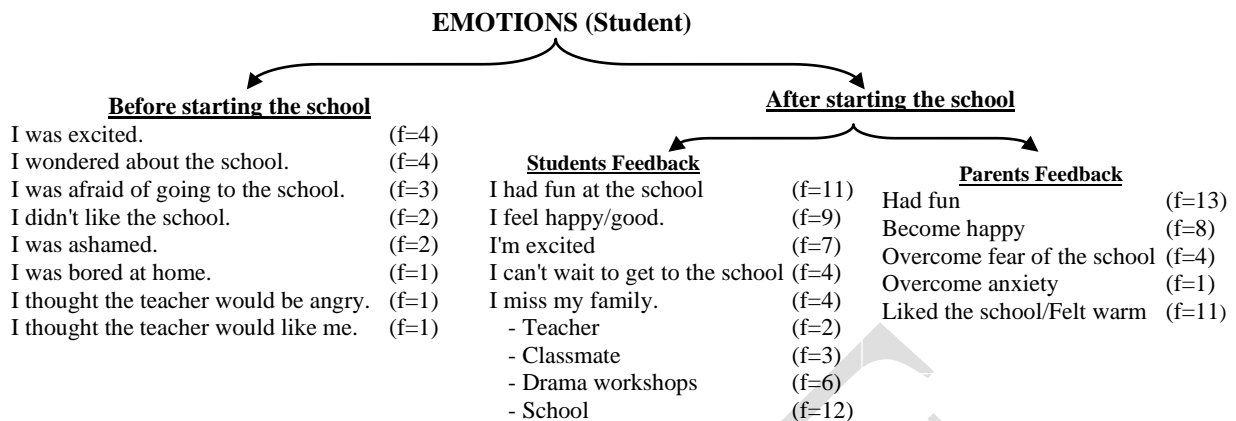 EMOTIONS (Student)
Before starting the school
I was excited. (f=4)
I wondered about the school. (f=4)
I was afraid of going to the school. (f=3)
I didn't like the school. (f=2)
I was ashamed. (f=2)
I was bored at home. (f=1)
I thought the teacher would be angry. (f=1)
I thought the teacher would like me. (f=1)
After starting the school
Students Feedback
I had fun at the school (f=11)
I feel happy/good. (f=9)
I'm excited (f=7)
I can't wait to get to the school (f=4)
I miss my family. (f=4)
- Teacher (f=2)
- Classmate (f=3)
- Drama workshops (f=6)
- School (f=12)
Parents Feedback
Had fun (f=13)
Become happy (f=8)
Overcome fear of the school (f=4)
Overcome anxiety (f=1)
Liked the school/Felt warm (f=11)